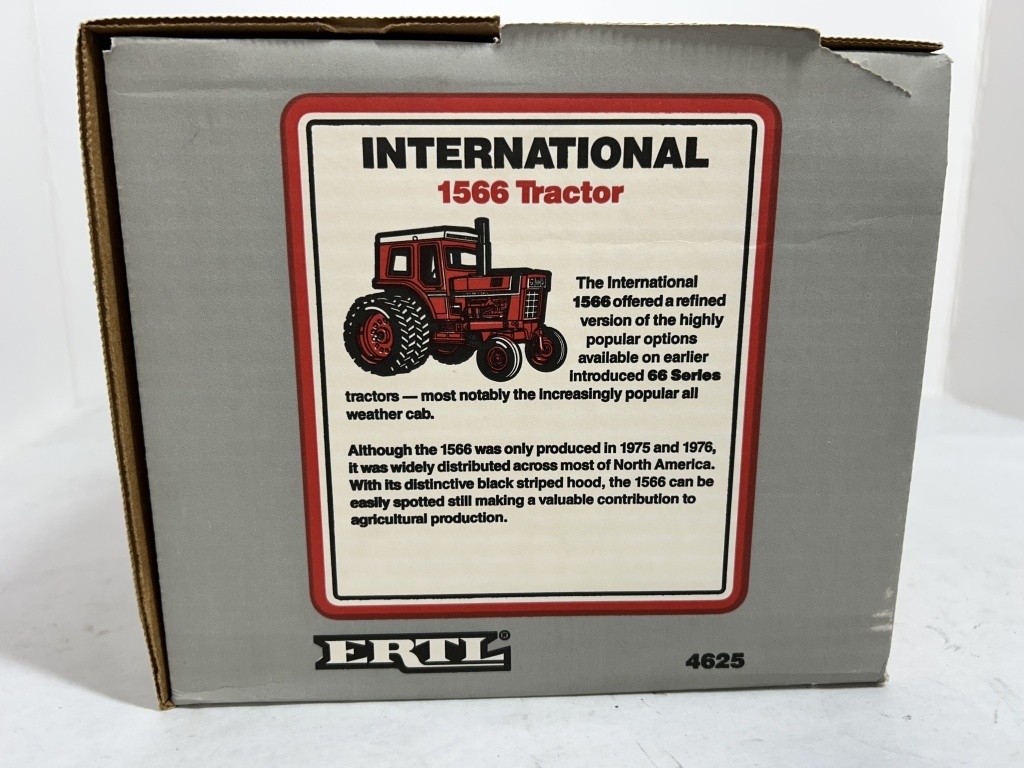 INTERNATIONAL
1566 Tractor
The International
1566 offered a refined
version of the highly
popular options
available on earlier
introduced 66 Series
tractors — most notably the increasingly popular all
weather cab.
Although the 1566 was only produced in 1975 and 1976,
it was widely distributed across most of North America.
With its distinctive black striped hood, the 1566 can be
easily spotted still making a valuable contribution to
agricultural production.
ERTL®
4625